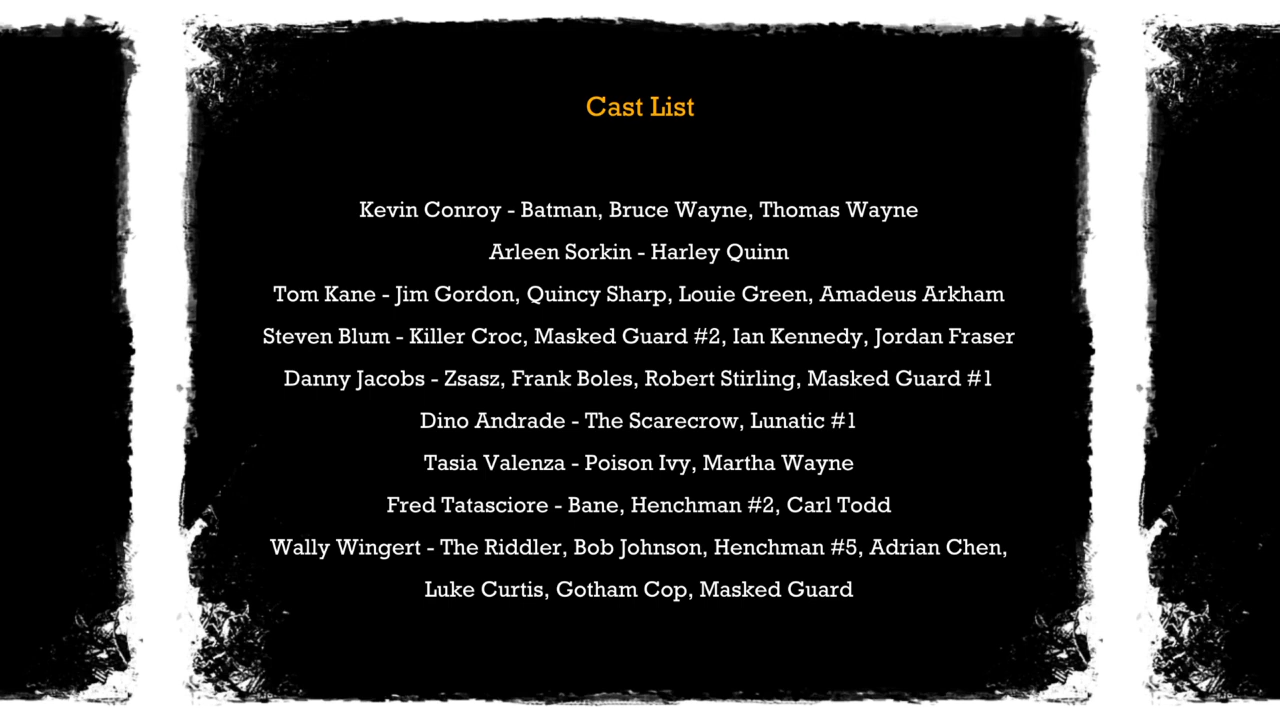 Cast List
Kevin Conroy - Batman, Bruce Wayne, Thomas Wayne
Arleen Sorkin - Harley Quinn
Tom Kane - Jim Gordon, Quincy Sharp, Louie Green, Amadeus Arkham
Steven Blum - Killer Croc, Masked Guard #2, Ian Kennedy, Jordan Fraser
Danny Jacobs - Zsasz, Frank Boles, Robert Stirling, Masked Guard #1
Dino Andrade - The Scarecrow, Lunatic #1
Tasia Valenza - Poison Ivy, Martha Wayne
Fred Tatasciore - Bane, Henchman #2, Carl Todd
Wally Wingert - The Riddler, Bob Johnson, Henchman #5, Adrian Chen,
Luke Curtis, Gotham Cop, Masked Guard